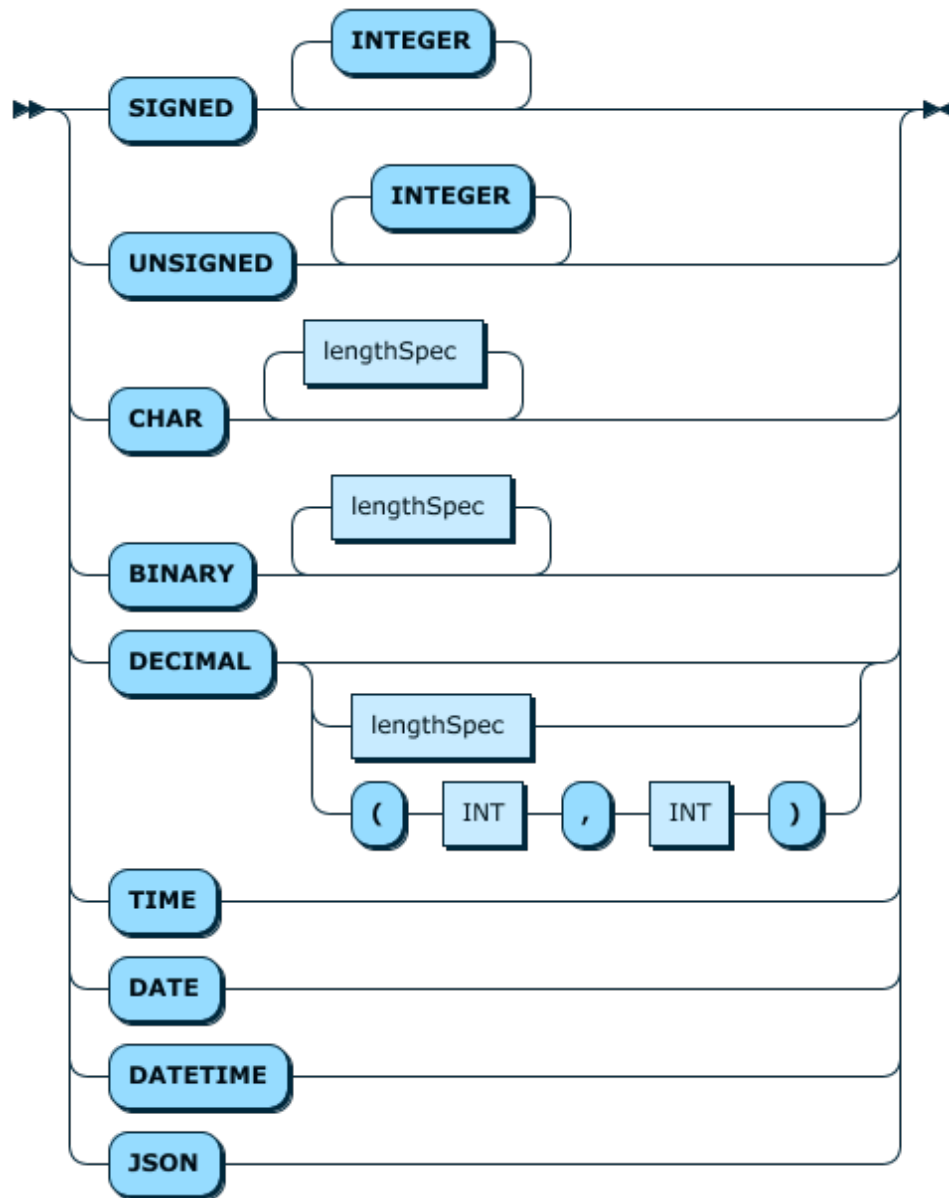 INTEGER
SIGNED
INTEGER
UNSIGNED
lengthSpec
CHAR
lengthSpec
BINARY
DECIMAL
lengthSpec
( INT , INT )
TIME
DATE
DATETIME
JSON